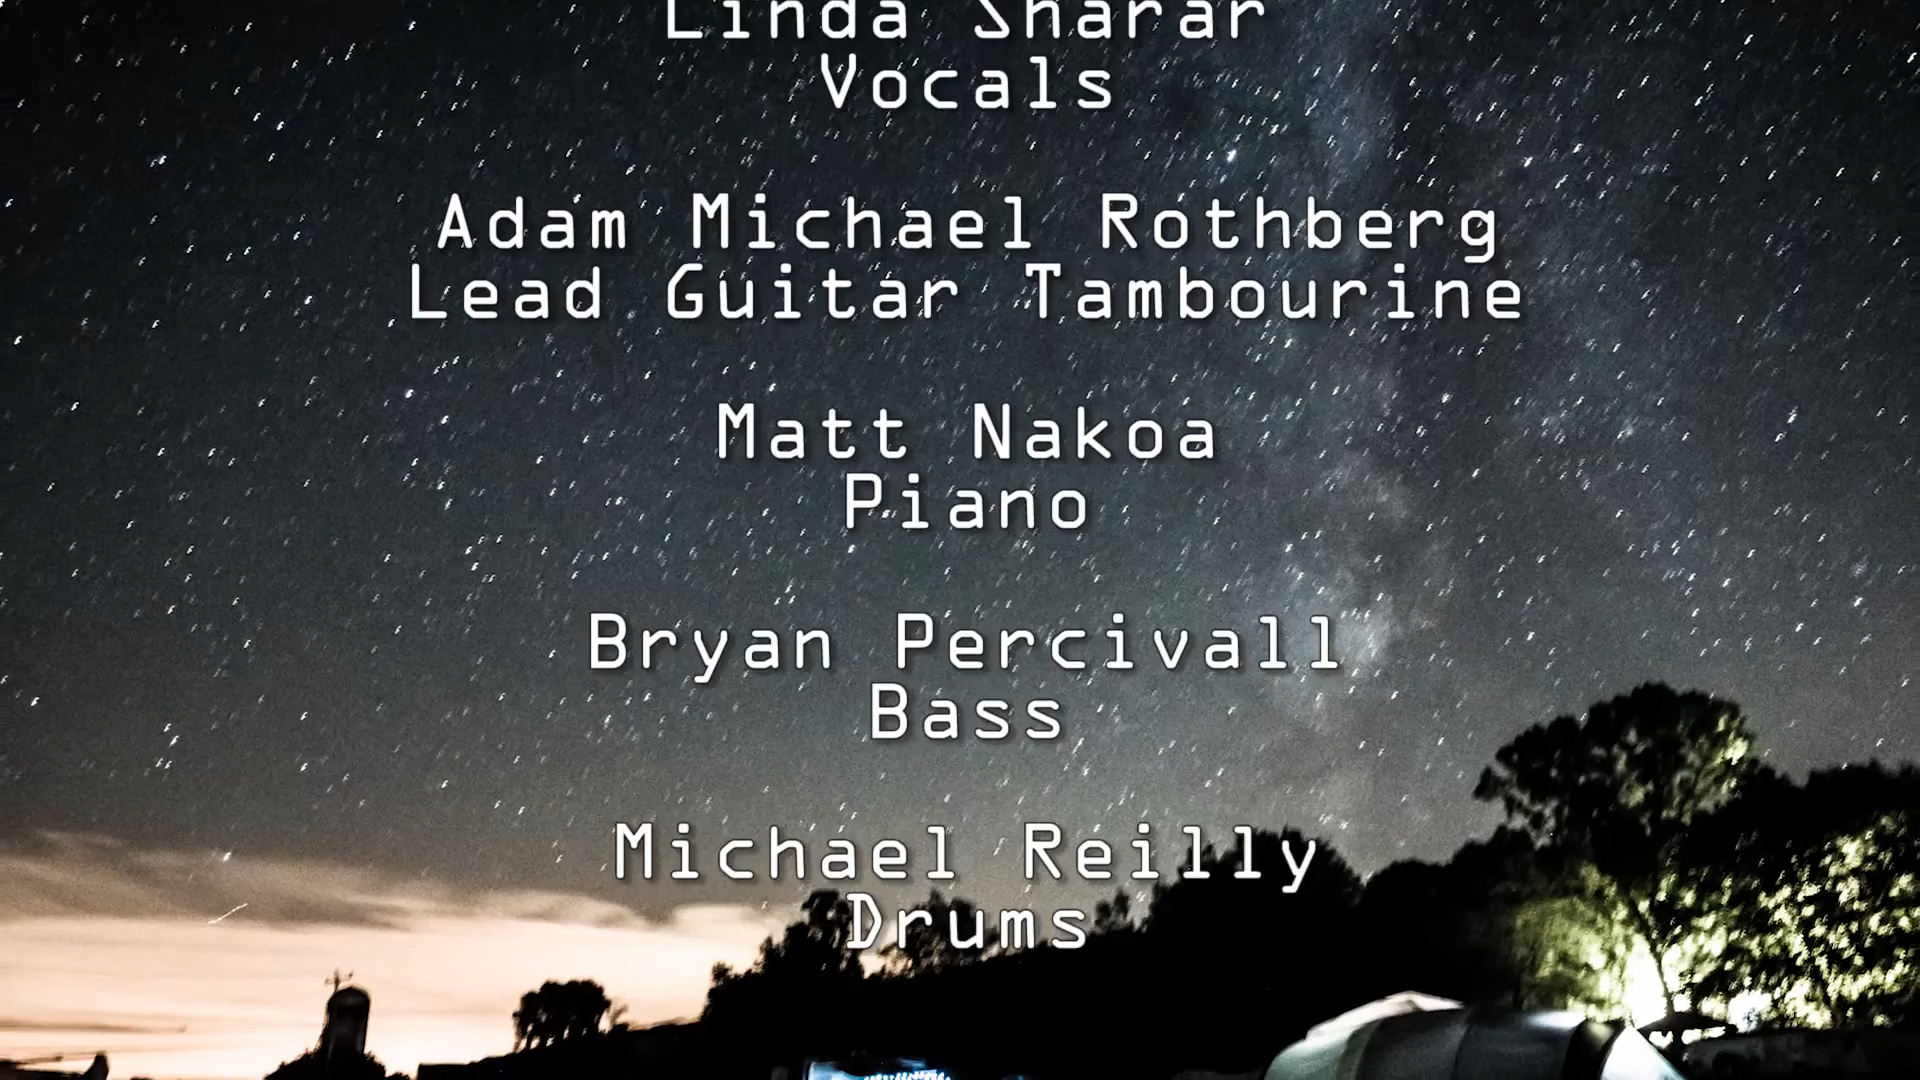 Linda Sharar
Vocals
Adam Michael Rothberg
Lead Guitar Tambourine
Matt Nakoa
Piano
Bryan Percivall
Bass
Michael Reilly
Drums